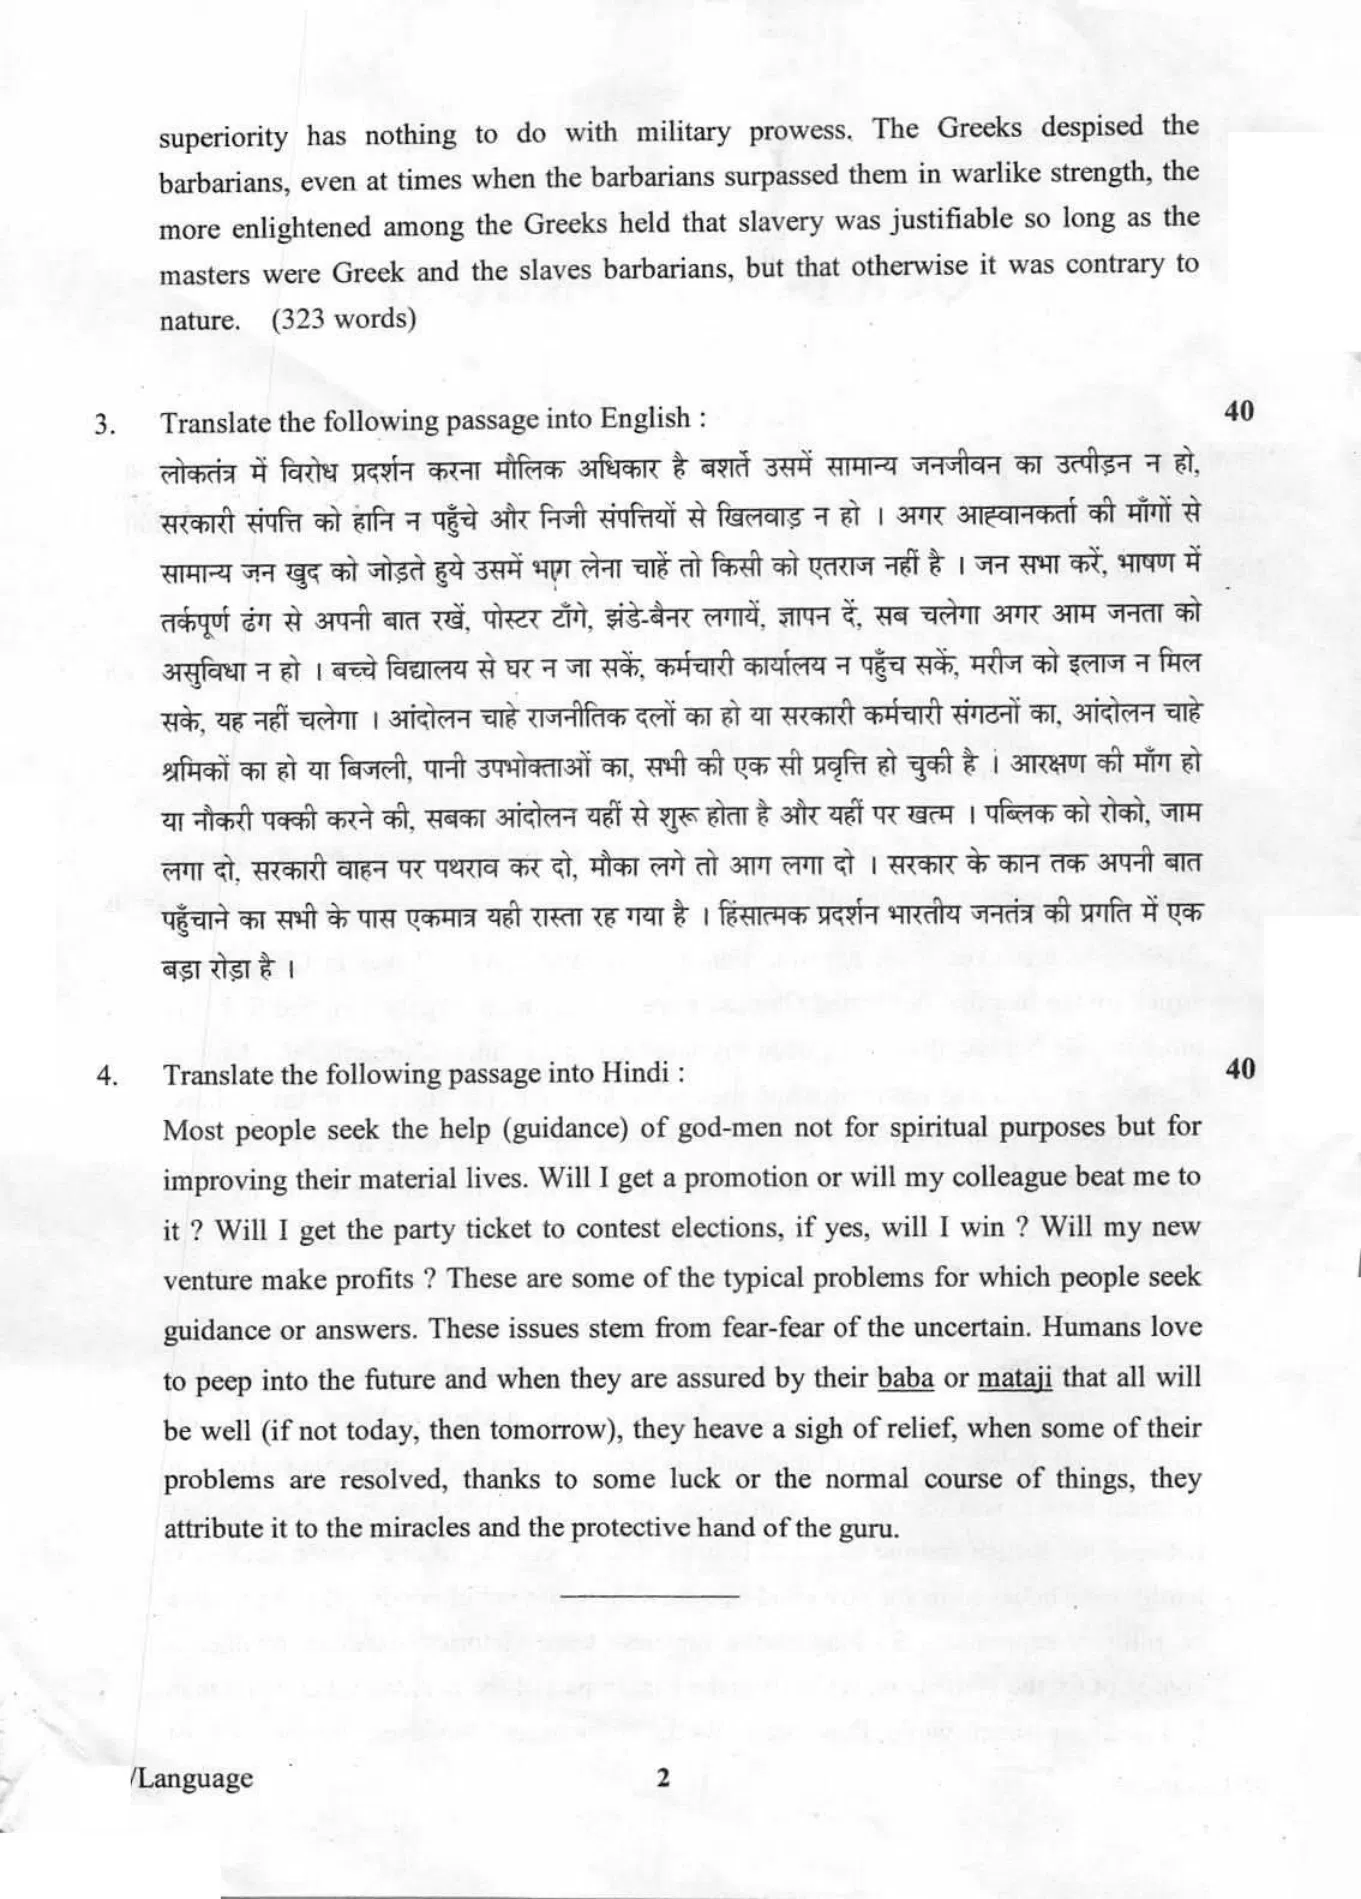 superiority has nothing to do with military prowess. The Greeks despised the
barbarians, even at times when the barbarians surpassed them in warlike strength, the
more enlightened among the Greeks held that slavery was justifiable so long as the
masters were Greek and the slaves barbarians, but that otherwise it was contrary to
nature. (323 words)
3. Translate the following passage into English : 40
लोकतंत्र में विरोध प्रदर्शन करना मौलिक अधिकार है बशर्ते उसमें सामान्य जनजीवन का उत्पीड़न न हो,
सरकारी संपत्ति को हानि न पहुँचे और निजी संपत्तियों से खिलवाड़ न हो । अगर आह्वानकर्ता की माँगों से
सामान्य जन खुद को जोड़ते हुये उसमें भाग लेना चाहें तो किसी को एतराज नहीं है । जन सभा करें, भाषण में
तर्कपूर्ण ढंग से अपनी बात रखें, पोस्टर टाँगे, झंडे-बैनर लगायें, ज्ञापन दें, सब चलेगा अगर आम जनता को
असुविधा न हो । बच्चे विद्यालय से घर न जा सकें, कर्मचारी कार्यालय न पहुँच सकें, मरीज को इलाज न मिल
सके, यह नहीं चलेगा । आंदोलन चाहे राजनीतिक दलों का हो या सरकारी कर्मचारी संगठनों का, आंदोलन चाहे
श्रमिकों का हो या बिजली, पानी उपभोक्ताओं का, सभी की एक सी प्रवृत्ति हो चुकी है । आरक्षण की माँग हो
या नौकरी पक्की करने की, सबका आंदोलन यहीं से शुरू होता है और यहीं पर खत्म । पब्लिक को रोको, जाम
लगा दो, सरकारी वाहन पर पथराव कर दो, मौका लगे तो आग लगा दो । सरकार के कान तक अपनी बात
पहुँचाने का सभी के पास एकमात्र यही रास्ता रह गया है । हिंसात्मक प्रदर्शन भारतीय जनतंत्र की प्रगति में एक
बड़ा रोड़ा है ।
4. Translate the following passage into Hindi : 40
Most people seek the help (guidance) of god-men not for spiritual purposes but for
improving their material lives. Will I get a promotion or will my colleague beat me to
it ? Will I get the party ticket to contest elections, if yes, will I win ? Will my new
venture make profits ? These are some of the typical problems for which people seek
guidance or answers. These issues stem from fear-fear of the uncertain. Humans love
to peep into the future and when they are assured by their baba or mataji that all will
be well (if not today, then tomorrow), they heave a sigh of relief, when some of their
problems are resolved, thanks to some luck or the normal course of things, they
attribute it to the miracles and the protective hand of the guru.
/Language 2